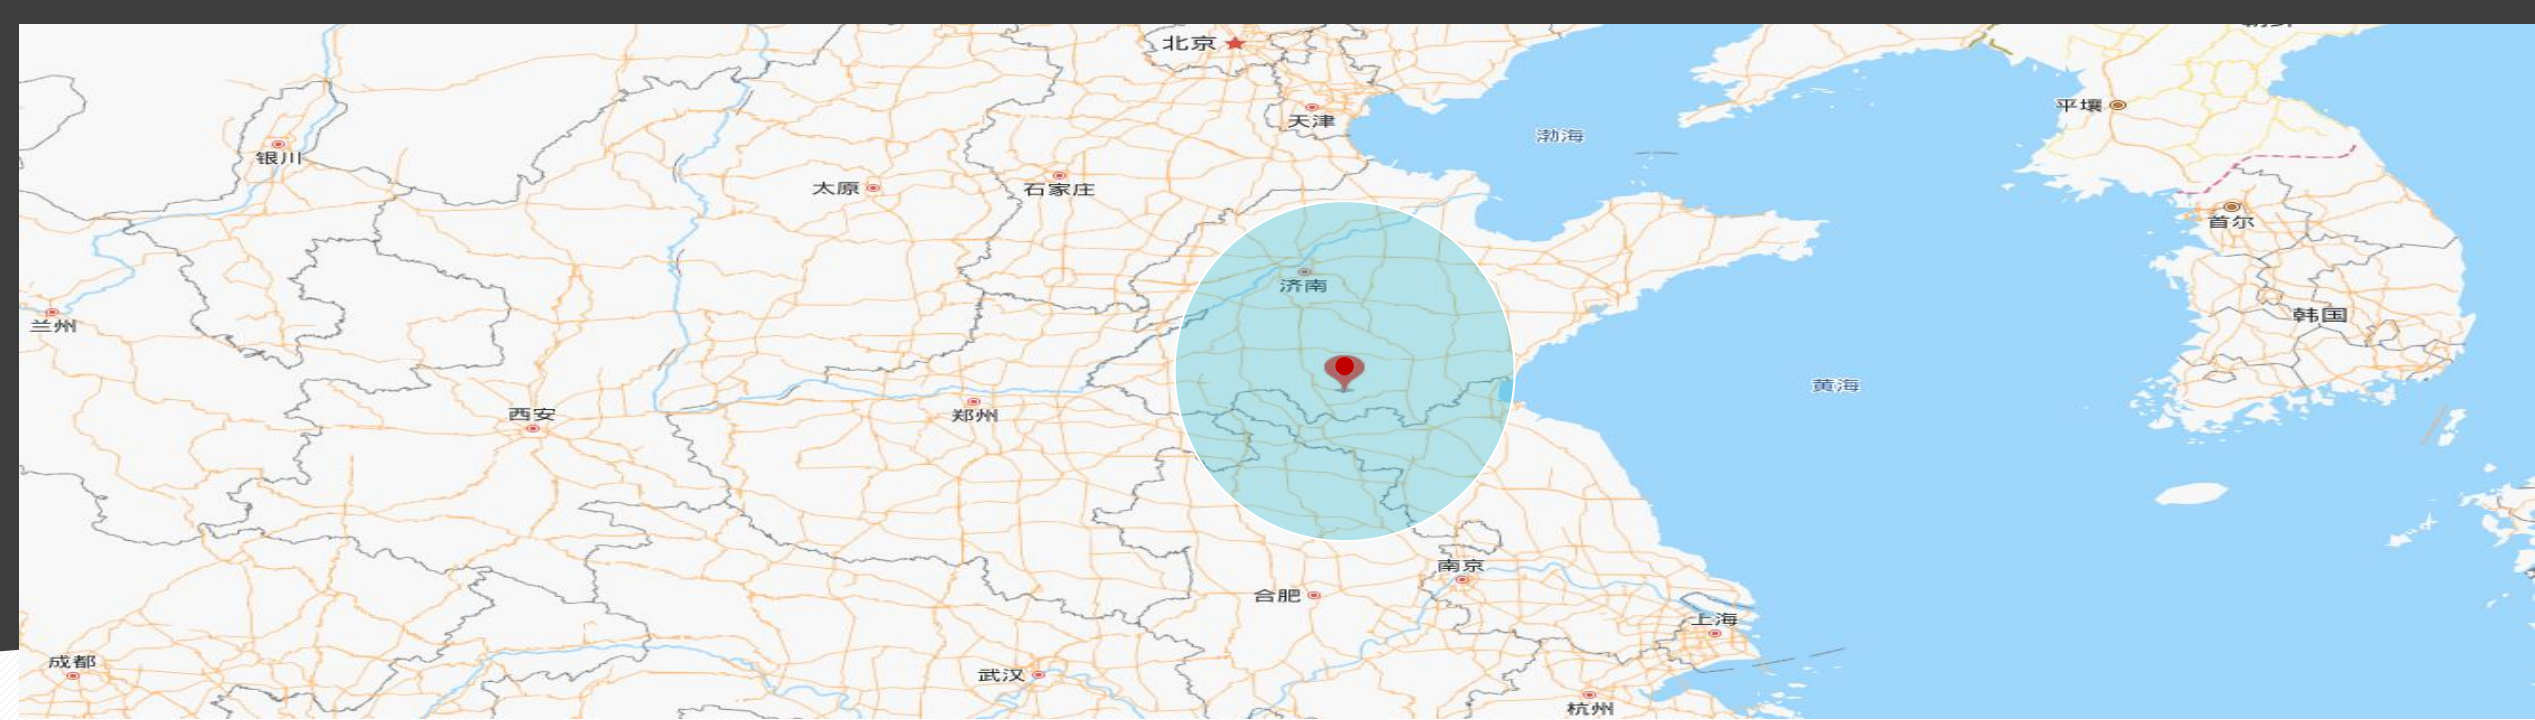 北京
天津
渤海
平壤
银川
太原
石家庄
首尔
济南
兰州
韩国
黄海
西安
郑州
南京
合肥
上海
成都
武汉
杭州